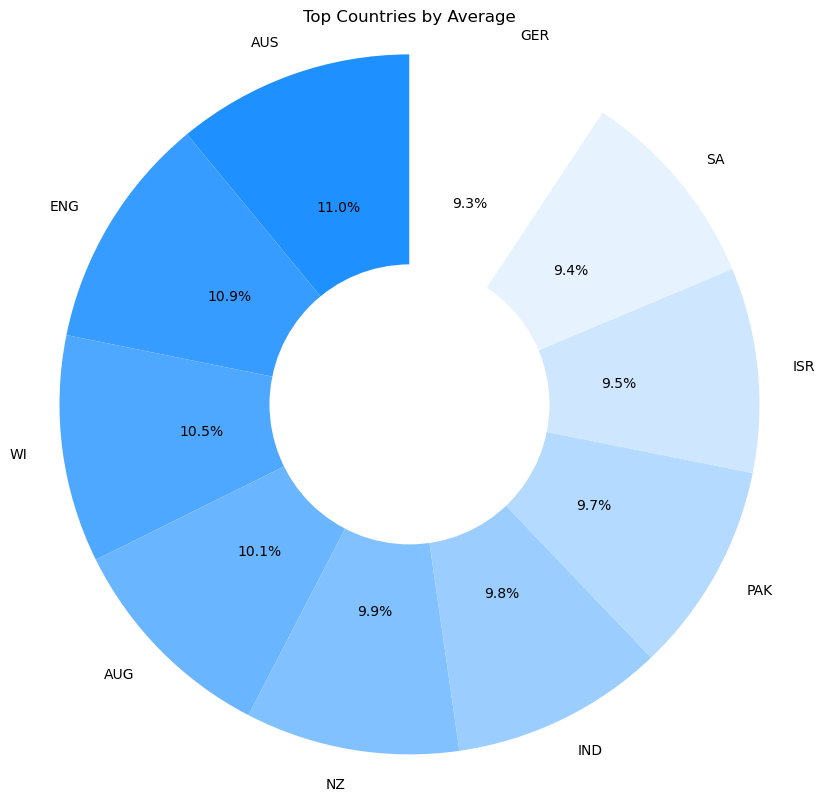 Top Countries by Average
AUS
11.0%
ENG
10.9%
WI
10.5%
AUG
10.1%
NZ
9.9%
IND
9.8%
PAK
9.7%
ISR
9.5%
SA
9.4%
GER
9.3%